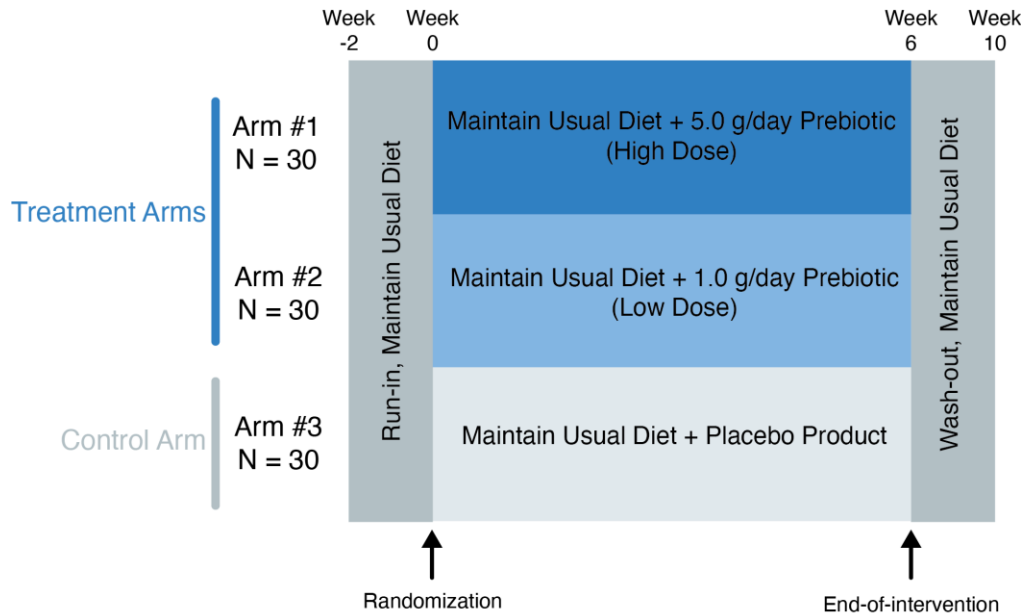 Week
-2
Week
0
Week
6
Week
10
Treatment Arms
Arm #1
N = 30
Arm #2
N = 30
Control Arm
Arm #3
N = 30
Run-in, Maintain Usual Diet
Maintain Usual Diet + 5.0 g/day Prebiotic
(High Dose)
Maintain Usual Diet + 1.0 g/day Prebiotic
(Low Dose)
Maintain Usual Diet + Placebo Product
Wash-out, Maintain Usual Diet
Randomization
End-of-intervention